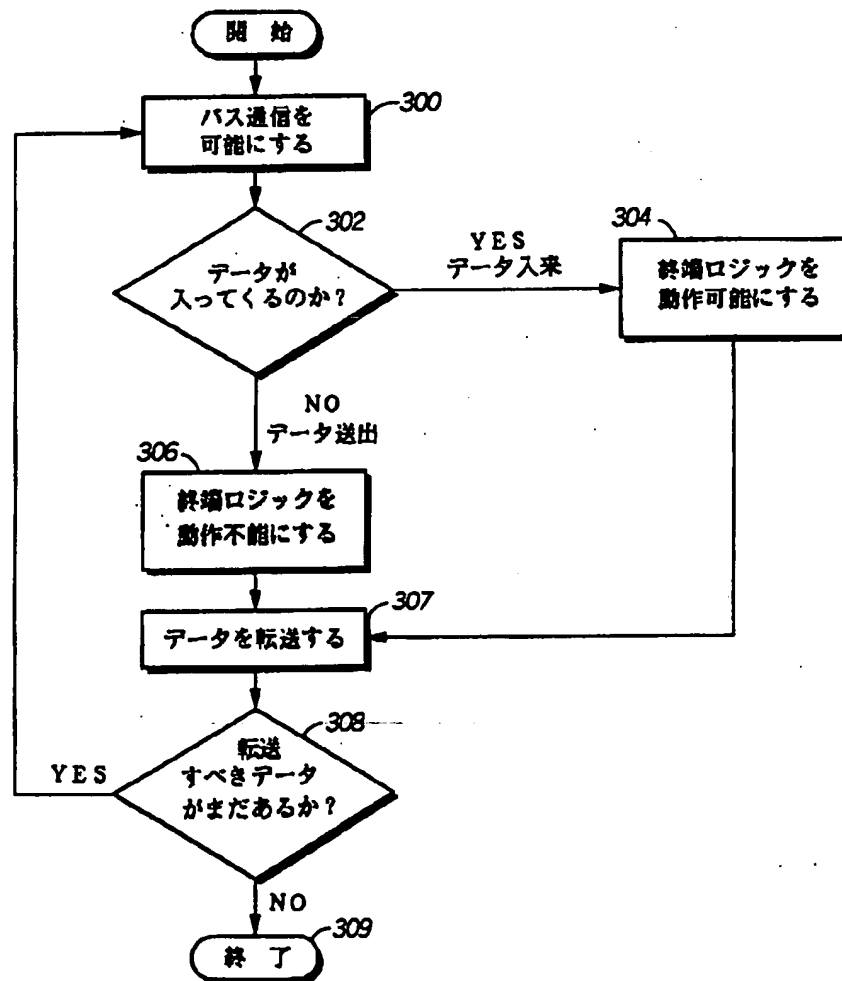 開 始
バス通信を
可能にする
300
302
データが
入ってくるのか?
YES
データ入来
304
終端ロジックを
動作可能にする
NO
データ送出
306
終端ロジックを
動作不能にする
307
データを転送する
308
転送
すべきデータ
がまだあるか?
YES
NO
309
終 了